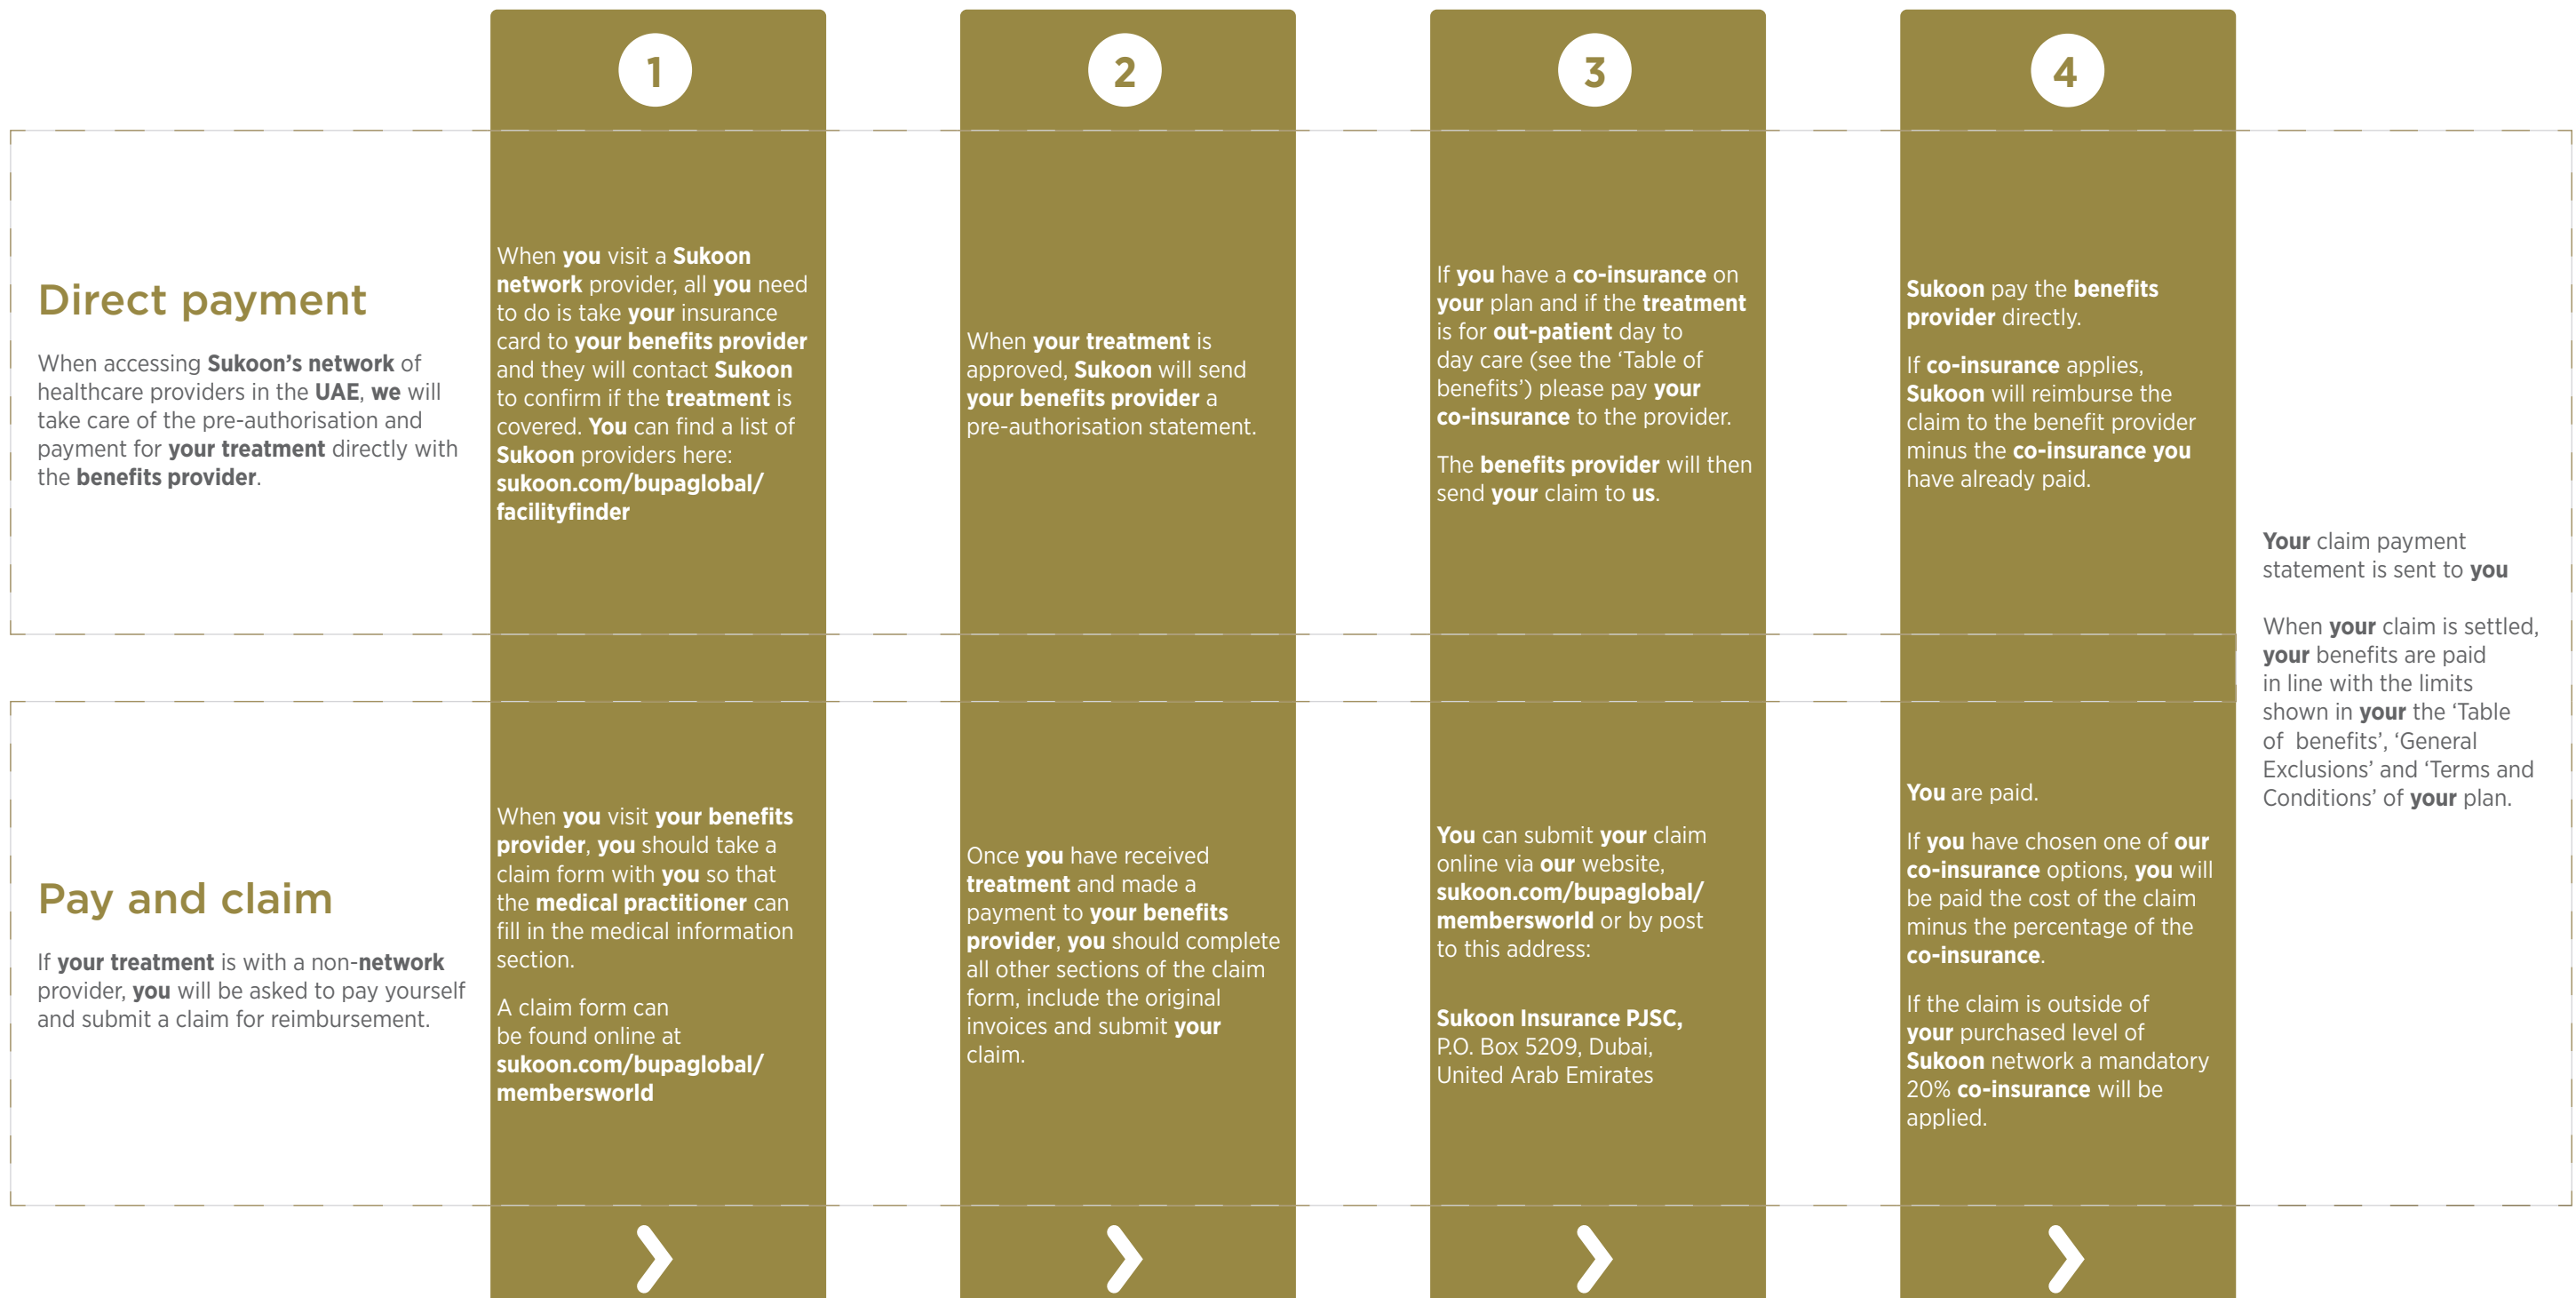 1
2
3
4
Direct payment
When accessing Sukoon's network of
healthcare providers in the UAE, we will
take care of the pre-authorisation and
payment for your treatment directly with
the benefits provider.
When you visit a Sukoon
network provider, all you need
to do is take your insurance
card to your benefits provider
and they will contact Sukoon
to confirm if the treatment is
covered. You can find a list of
Sukoon providers here:
sukoon.com/bupaglobal/
facilityfinder
When your treatment is
approved, Sukoon will send
your benefits provider a
pre-authorisation statement.
If you have a co-insurance on
your plan and if the treatment
is for out-patient day to
day care (see the ‘Table of
benefits’) please pay your
co-insurance to the provider.
The benefits provider will then
send your claim to us.
Sukoon pay the benefits
provider directly.
If co-insurance applies,
Sukoon will reimburse the
claim to the benefit provider
minus the co-insurance you
have already paid.
Pay and claim
If your treatment is with a non-network
provider, you will be asked to pay yourself
and submit a claim for reimbursement.
When you visit your benefits
provider, you should take a
claim form with you so that
the medical practitioner can
fill in the medical information
section.
A claim form can
be found online at
sukoon.com/bupaglobal/
membersworld
Once you have received
treatment and made a
payment to your benefits
provider, you should complete
all other sections of the claim
form, include the original
invoices and submit your
claim.
You can submit your claim
online via our website,
sukoon.com/bupaglobal/
membersworld or by post
to this address:
Sukoon Insurance PJSC,
P.O. Box 5209, Dubai,
United Arab Emirates
You are paid.
If you have chosen one of our
co-insurance options, you will
be paid the cost of the claim
minus the percentage of the
co-insurance.
If the claim is outside of
your purchased level of
Sukoon network a mandatory
20% co-insurance will be
applied.
Your claim payment
statement is sent to you
When your claim is settled,
your benefits are paid
in line with the limits
shown in your the ‘Table
of benefits’, ‘General
Exclusions’ and ‘Terms and
Conditions’ of your plan.